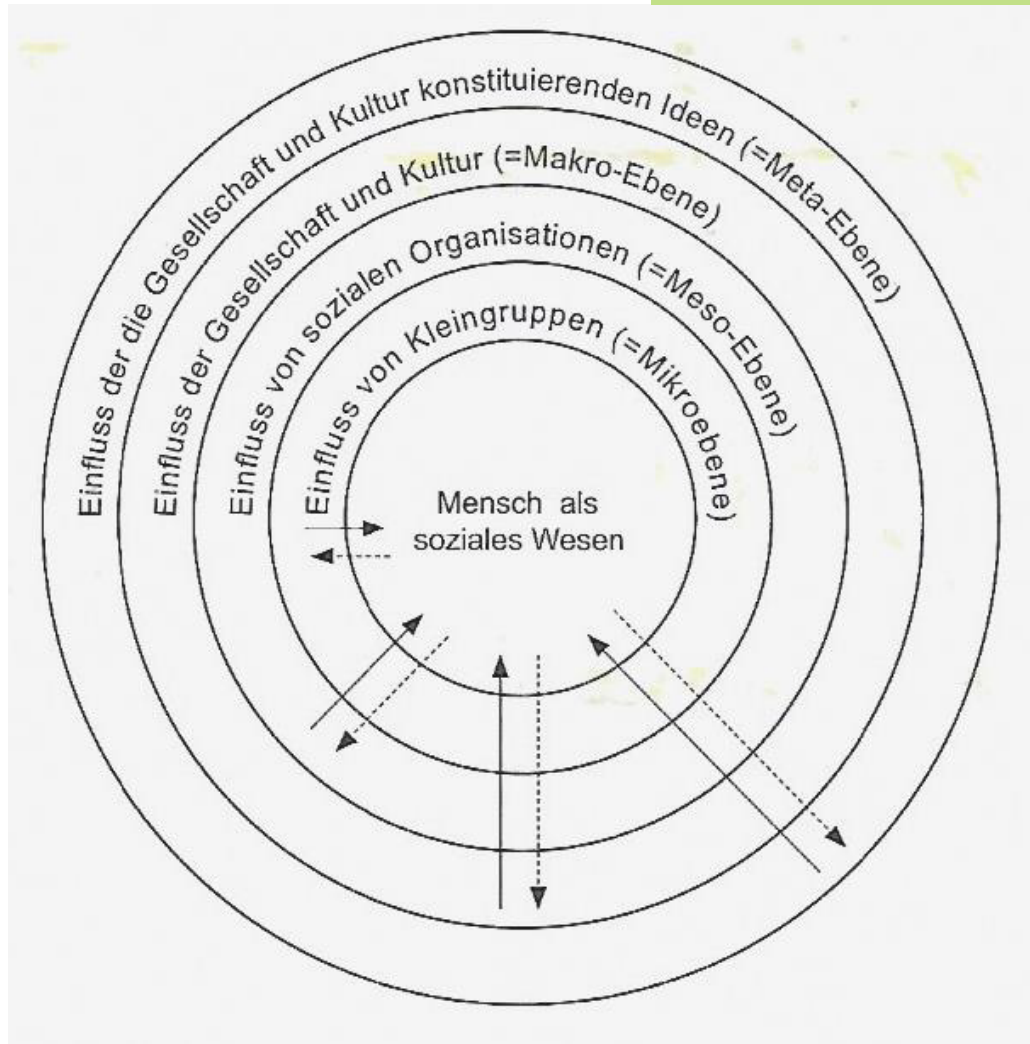 Einfluss der die Gesellschaft und Kultur konstituierenden Ideen (=Meta-Ebene)
Einfluss der Gesellschaft und Kultur (=Makro-Ebene)
Einfluss von sozialen Organisationen (=Meso-Ebene)
Einfluss von Kleingruppen (=Mikroebene)
Mensch als
soziales Wesen